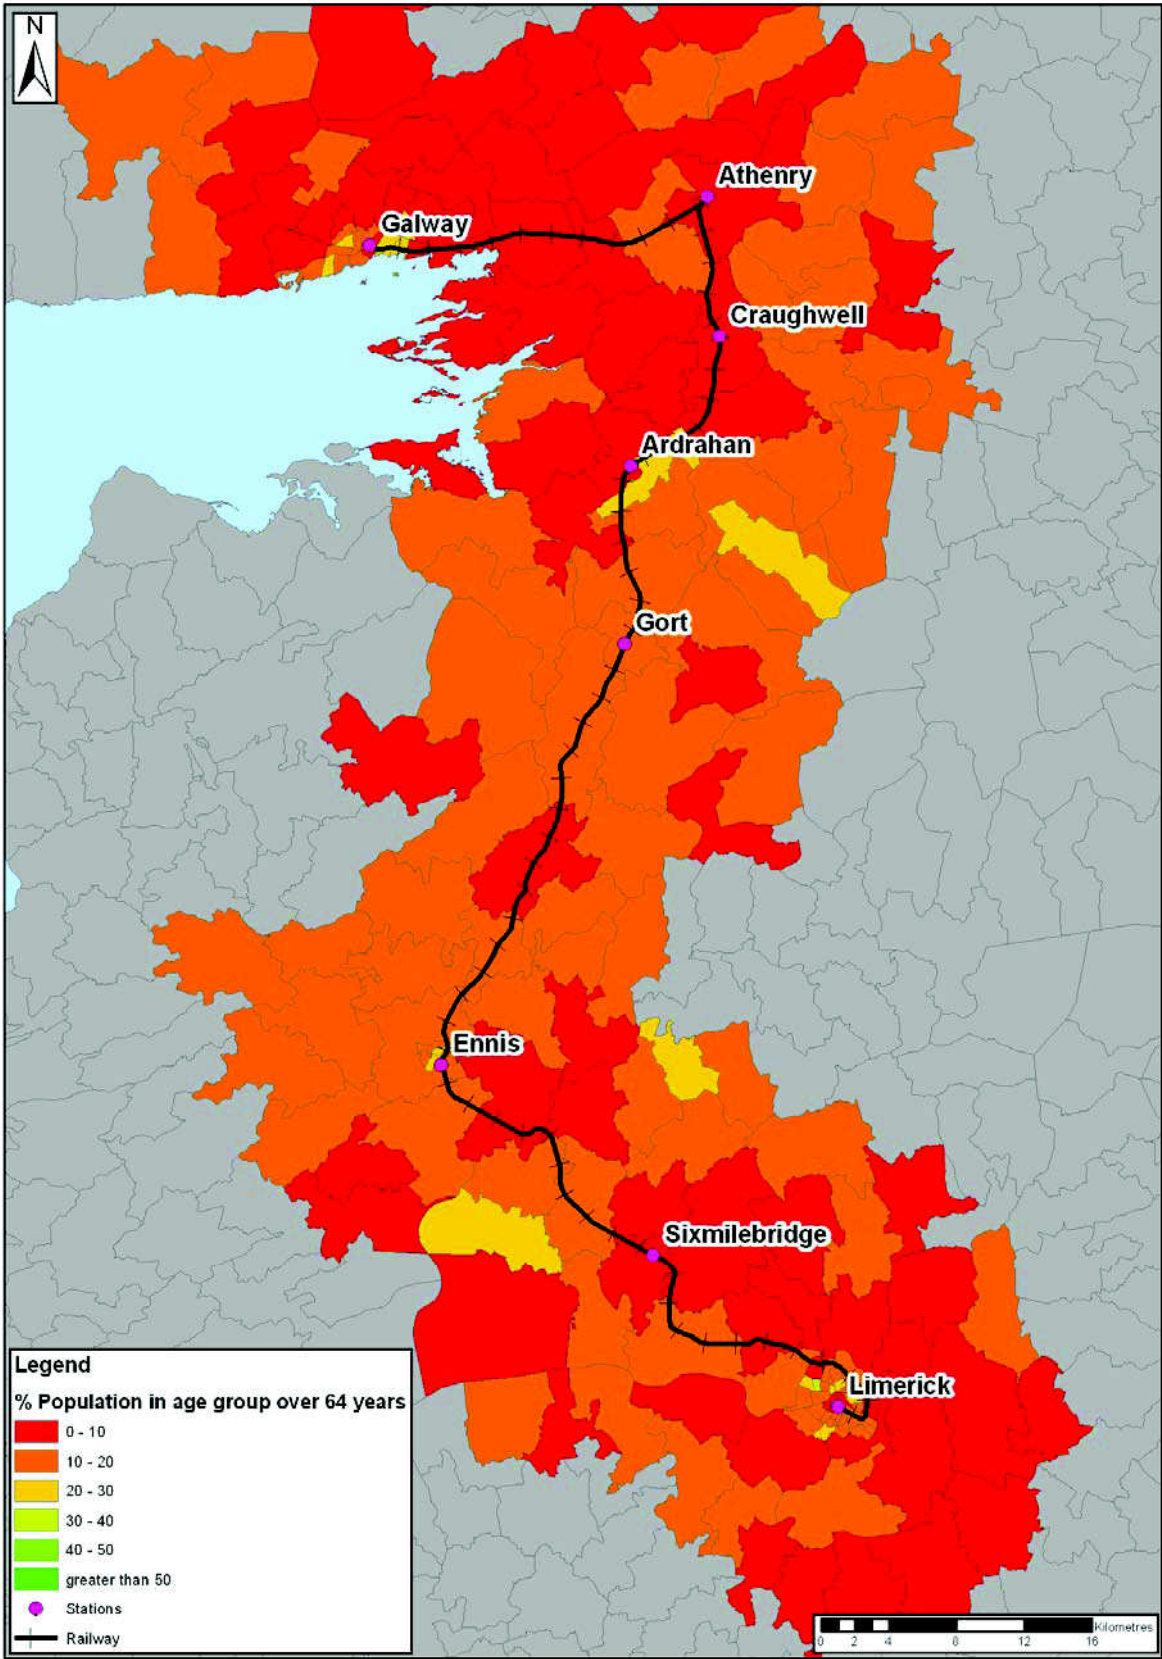 N
Athenry
Galway
Craughwell
Ardrahan
Gort
Ennis
Sixmilebridge
Limerick
Legend
% Population in age group over 64 years
0 - 10
10 - 20
20 - 30
30 - 40
40 - 50
greater than 50
Stations
Railway
Kilometres
0 2 4 8 12 16